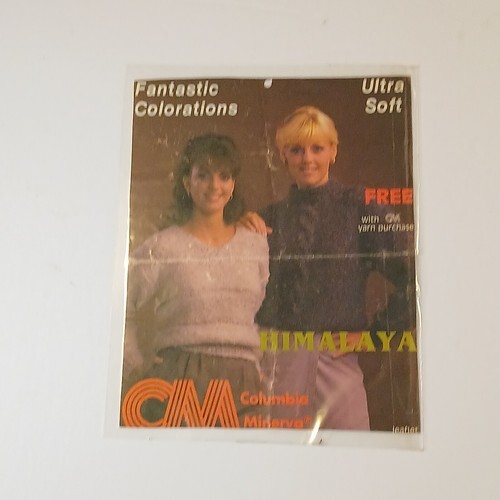 Fantastic
Colorations
Ultra
Soft
FREE
with CM
yarn purchase
HIMALAYA
CM
Columbia
Minerva
leaflet